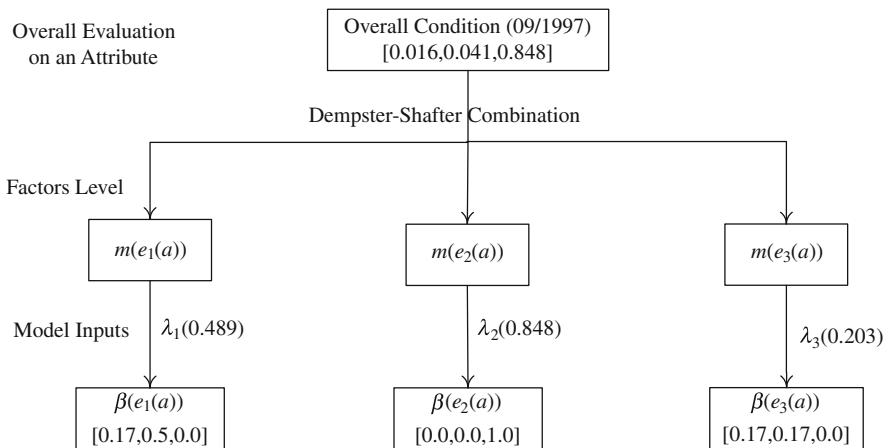 Overall Evaluation
on an Attribute
Overall Condition (09/1997)
[0.016,0.041,0.848]
Dempster-Shafter Combination
Factors Level
m(e₁(a))
m(e₂(a))
m(e₃(a))
Model Inputs
λ₁(0.489)
λ₂(0.848)
λ₃(0.203)
β(e₁(a))
[0.17,0.5,0.0]
β(e₂(a))
[0.0,0.0,1.0]
β(e₃(a))
[0.17,0.17,0.0]